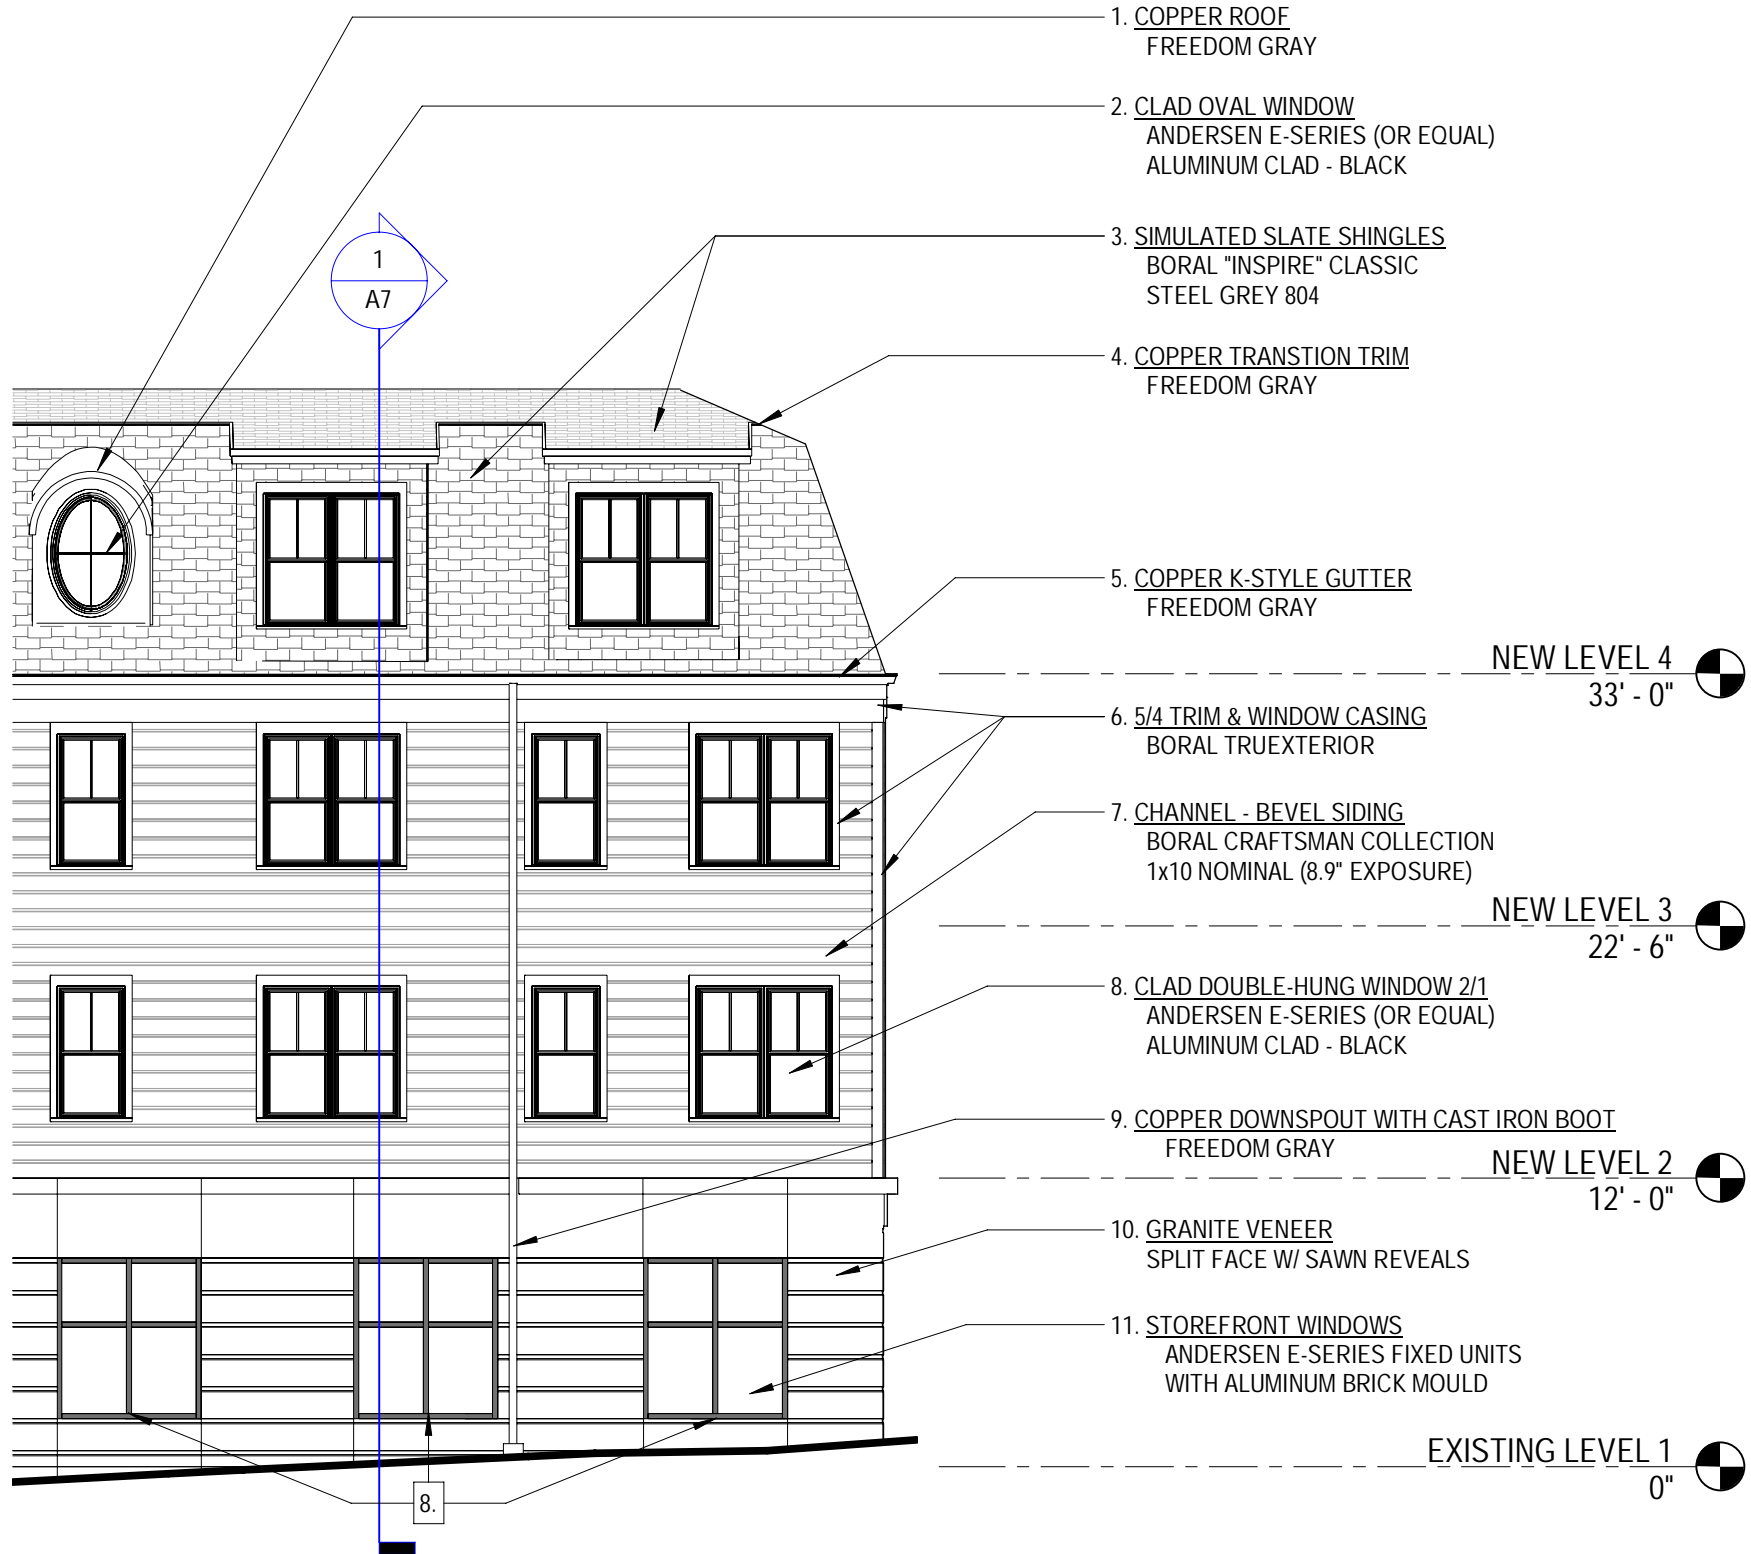 1. COPPER ROOF
FREEDOM GRAY
2. CLAD OVAL WINDOW
ANDERSEN E-SERIES (OR EQUAL)
ALUMINUM CLAD - BLACK
3. SIMULATED SLATE SHINGLES
BORAL "INSPIRE" CLASSIC
STEEL GREY 804
1
A7
4. COPPER TRANSTION TRIM
FREEDOM GRAY
5. COPPER K-STYLE GUTTER
FREEDOM GRAY
NEW LEVEL 4
33' - 0"
6. 5/4 TRIM & WINDOW CASING
BORAL TRUEXTERIOR
7. CHANNEL - BEVEL SIDING
BORAL CRAFTSMAN COLLECTION
1x10 NOMINAL (8.9" EXPOSURE)
NEW LEVEL 3
22' - 6"
8. CLAD DOUBLE-HUNG WINDOW 2/1
ANDERSEN E-SERIES (OR EQUAL)
ALUMINUM CLAD - BLACK
9. COPPER DOWNSPOUT WITH CAST IRON BOOT
FREEDOM GRAY
NEW LEVEL 2
12' - 0"
10. GRANITE VENEER
SPLIT FACE W/ SAWN REVEALS
11. STOREFRONT WINDOWS
ANDERSEN E-SERIES FIXED UNITS
WITH ALUMINUM BRICK MOULD
EXISTING LEVEL 1
0"
8.